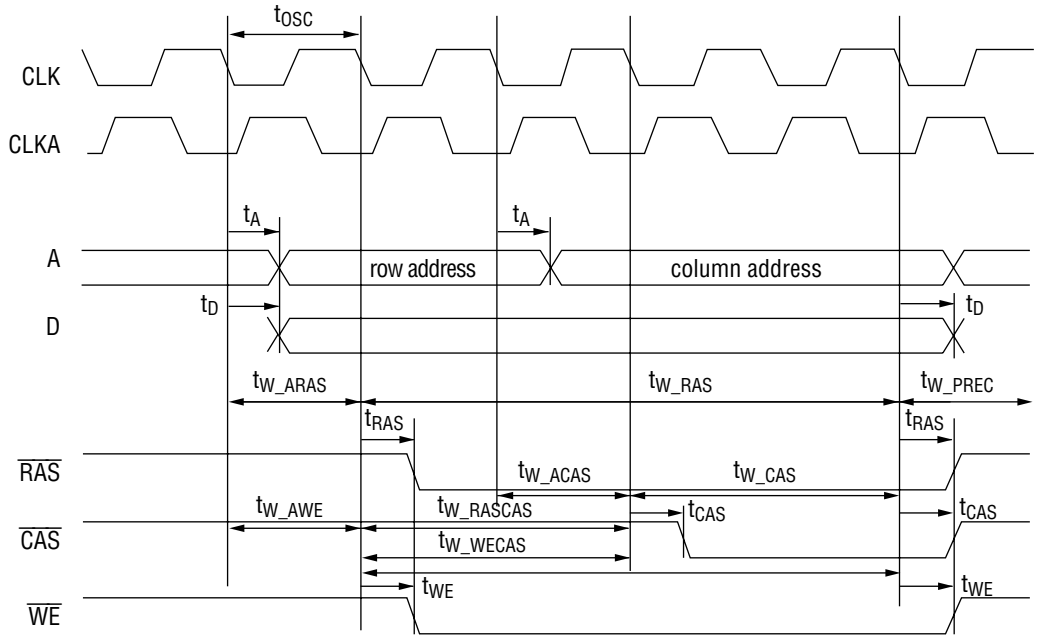 tOSC
CLK
CLKA
tA tA
A row address column address
tD tD
D
tW_ARAS tW_RAS tW_PREC
tRAS tRAS
RAS
tW_ACAS tW_CAS
tW_AWE tW_RASCAS tCAS tCAS
CAS
tW_WECAS
tWE tWE
WE